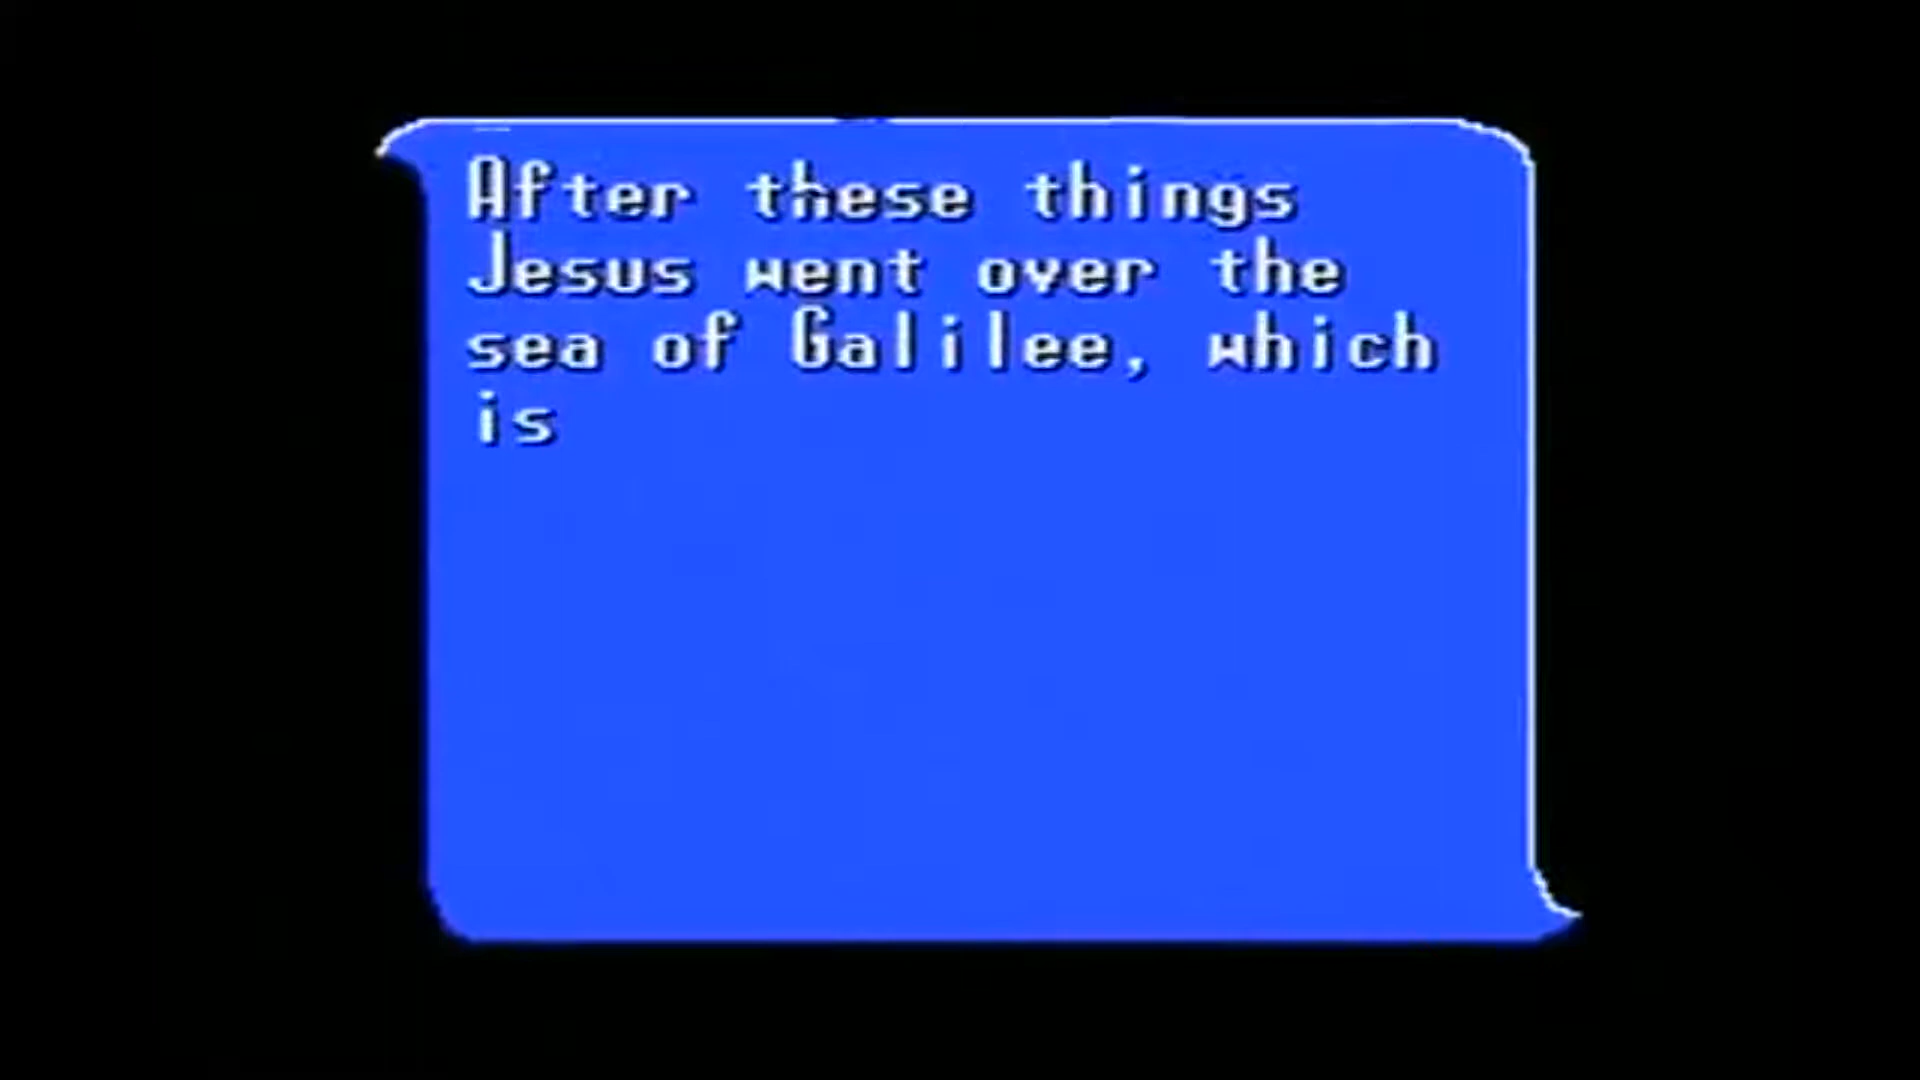 After these things
Jesus went over the
sea of Galilee, which
is